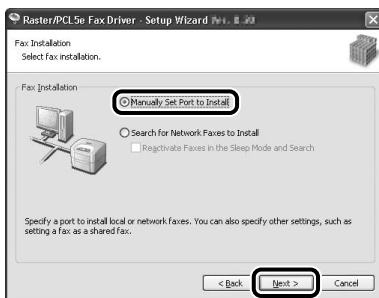 Raster/PCL5e Fax Driver - Setup Wizard
Fax Installation
Select fax installation.
Fax Installation
Manually Set Port to Install
Search for Network Faxes to Install
Reactivate Faxes in the Sleep Mode and Search
Specify a port to install local or network faxes. You can also specify other settings, such as
setting a fax as a shared fax.
< Back
Next >
Cancel